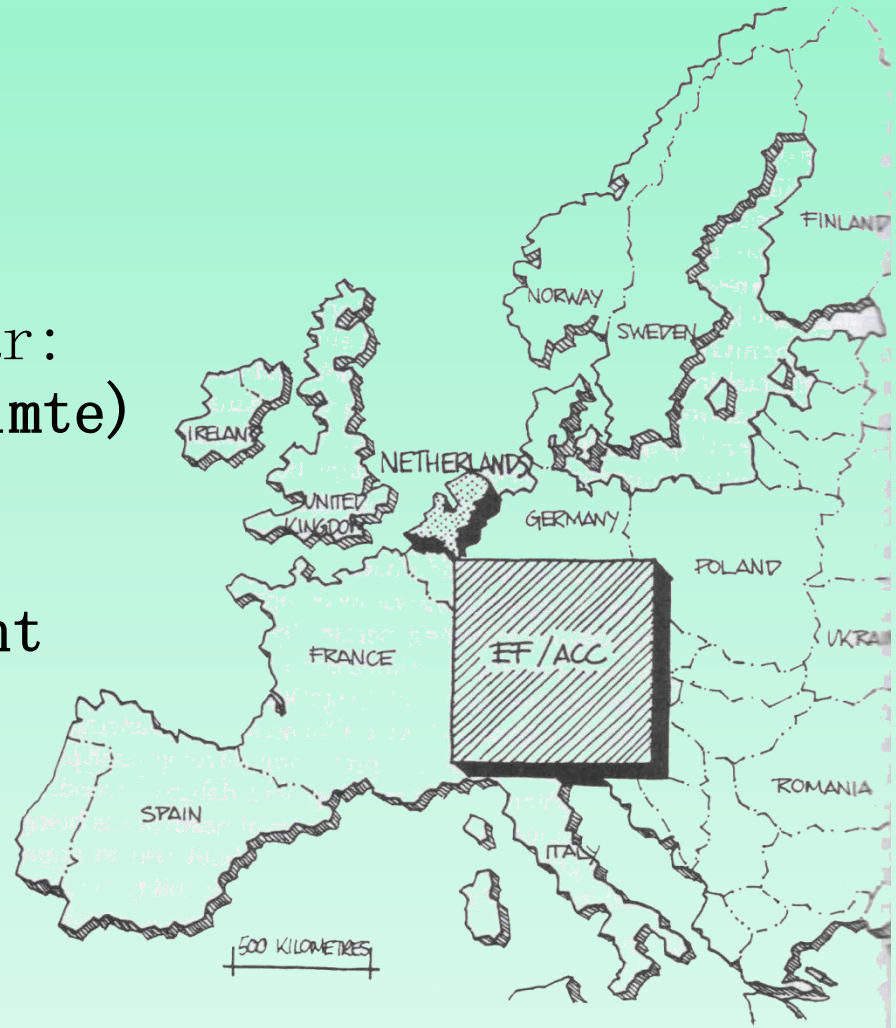 r:
mte)
nt
FINLAND
NORWAY
SWEDEN
IRELAND
NETHERLANDS
UNITED
KINGDOM
GERMANY
POLAND
FRANCE
EF/ACC
UKRAI
ROMANIA
SPAIN
ITALY
500 KILOMETRES